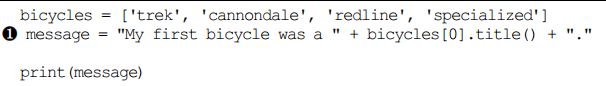 bicycles = ['trek', 'cannondale', 'redline', 'specialized']
❶ message = "My first bicycle was a " + bicycles[0].title() + "."
print(message)